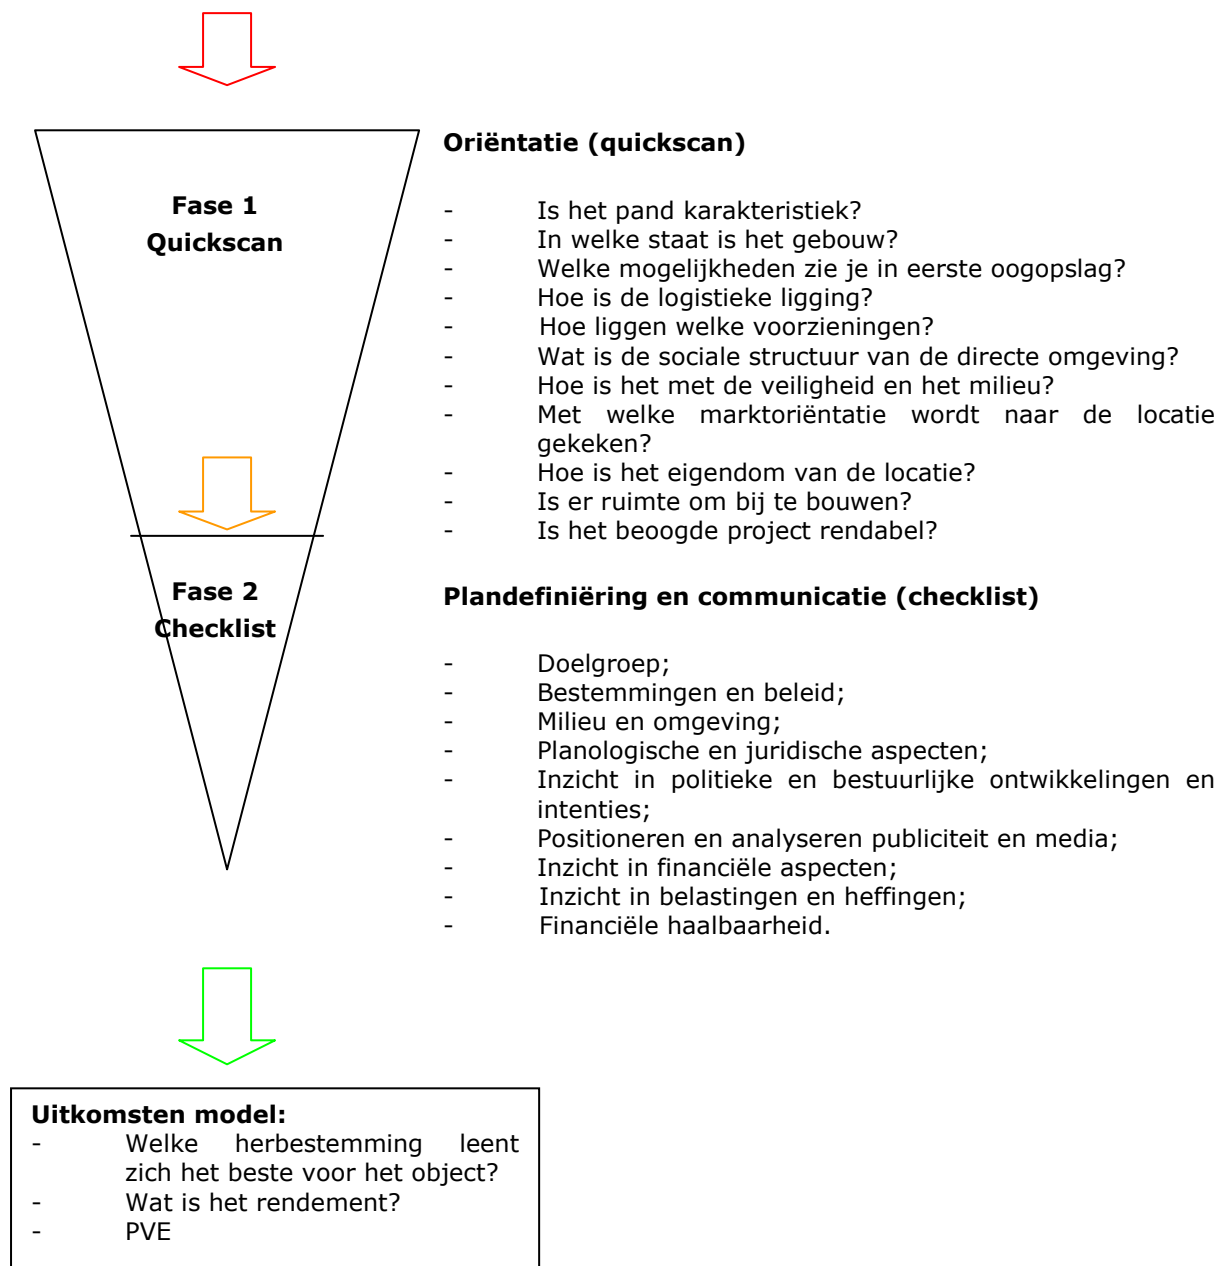 Fase 1
Quickscan
Oriëntatie (quickscan)
- Is het pand karakteristiek?
- In welke staat is het gebouw?
- Welke mogelijkheden zie je in eerste oogopslag?
- Hoe is de logistieke ligging?
- Hoe liggen welke voorzieningen?
- Wat is de sociale structuur van de directe omgeving?
- Hoe is het met de veiligheid en het milieu?
- Met welke marktoriëntatie wordt naar de locatie
gekeken?
- Hoe is het eigendom van de locatie?
- Is er ruimte om bij te bouwen?
- Is het beoogde project rendabel?
Fase 2
Checklist
Plandefiniëring en communicatie (checklist)
- Doelgroep;
- Bestemmingen en beleid;
- Milieu en omgeving;
- Planologische en juridische aspecten;
- Inzicht in politieke en bestuurlijke ontwikkelingen en
intenties;
- Positioneren en analyseren publiciteit en media;
- Inzicht in financiële aspecten;
- Inzicht in belastingen en heffingen;
- Financiële haalbaarheid.
Uitkomsten model:
- Welke herbestemming leent
zich het beste voor het object?
- Wat is het rendement?
- PVE